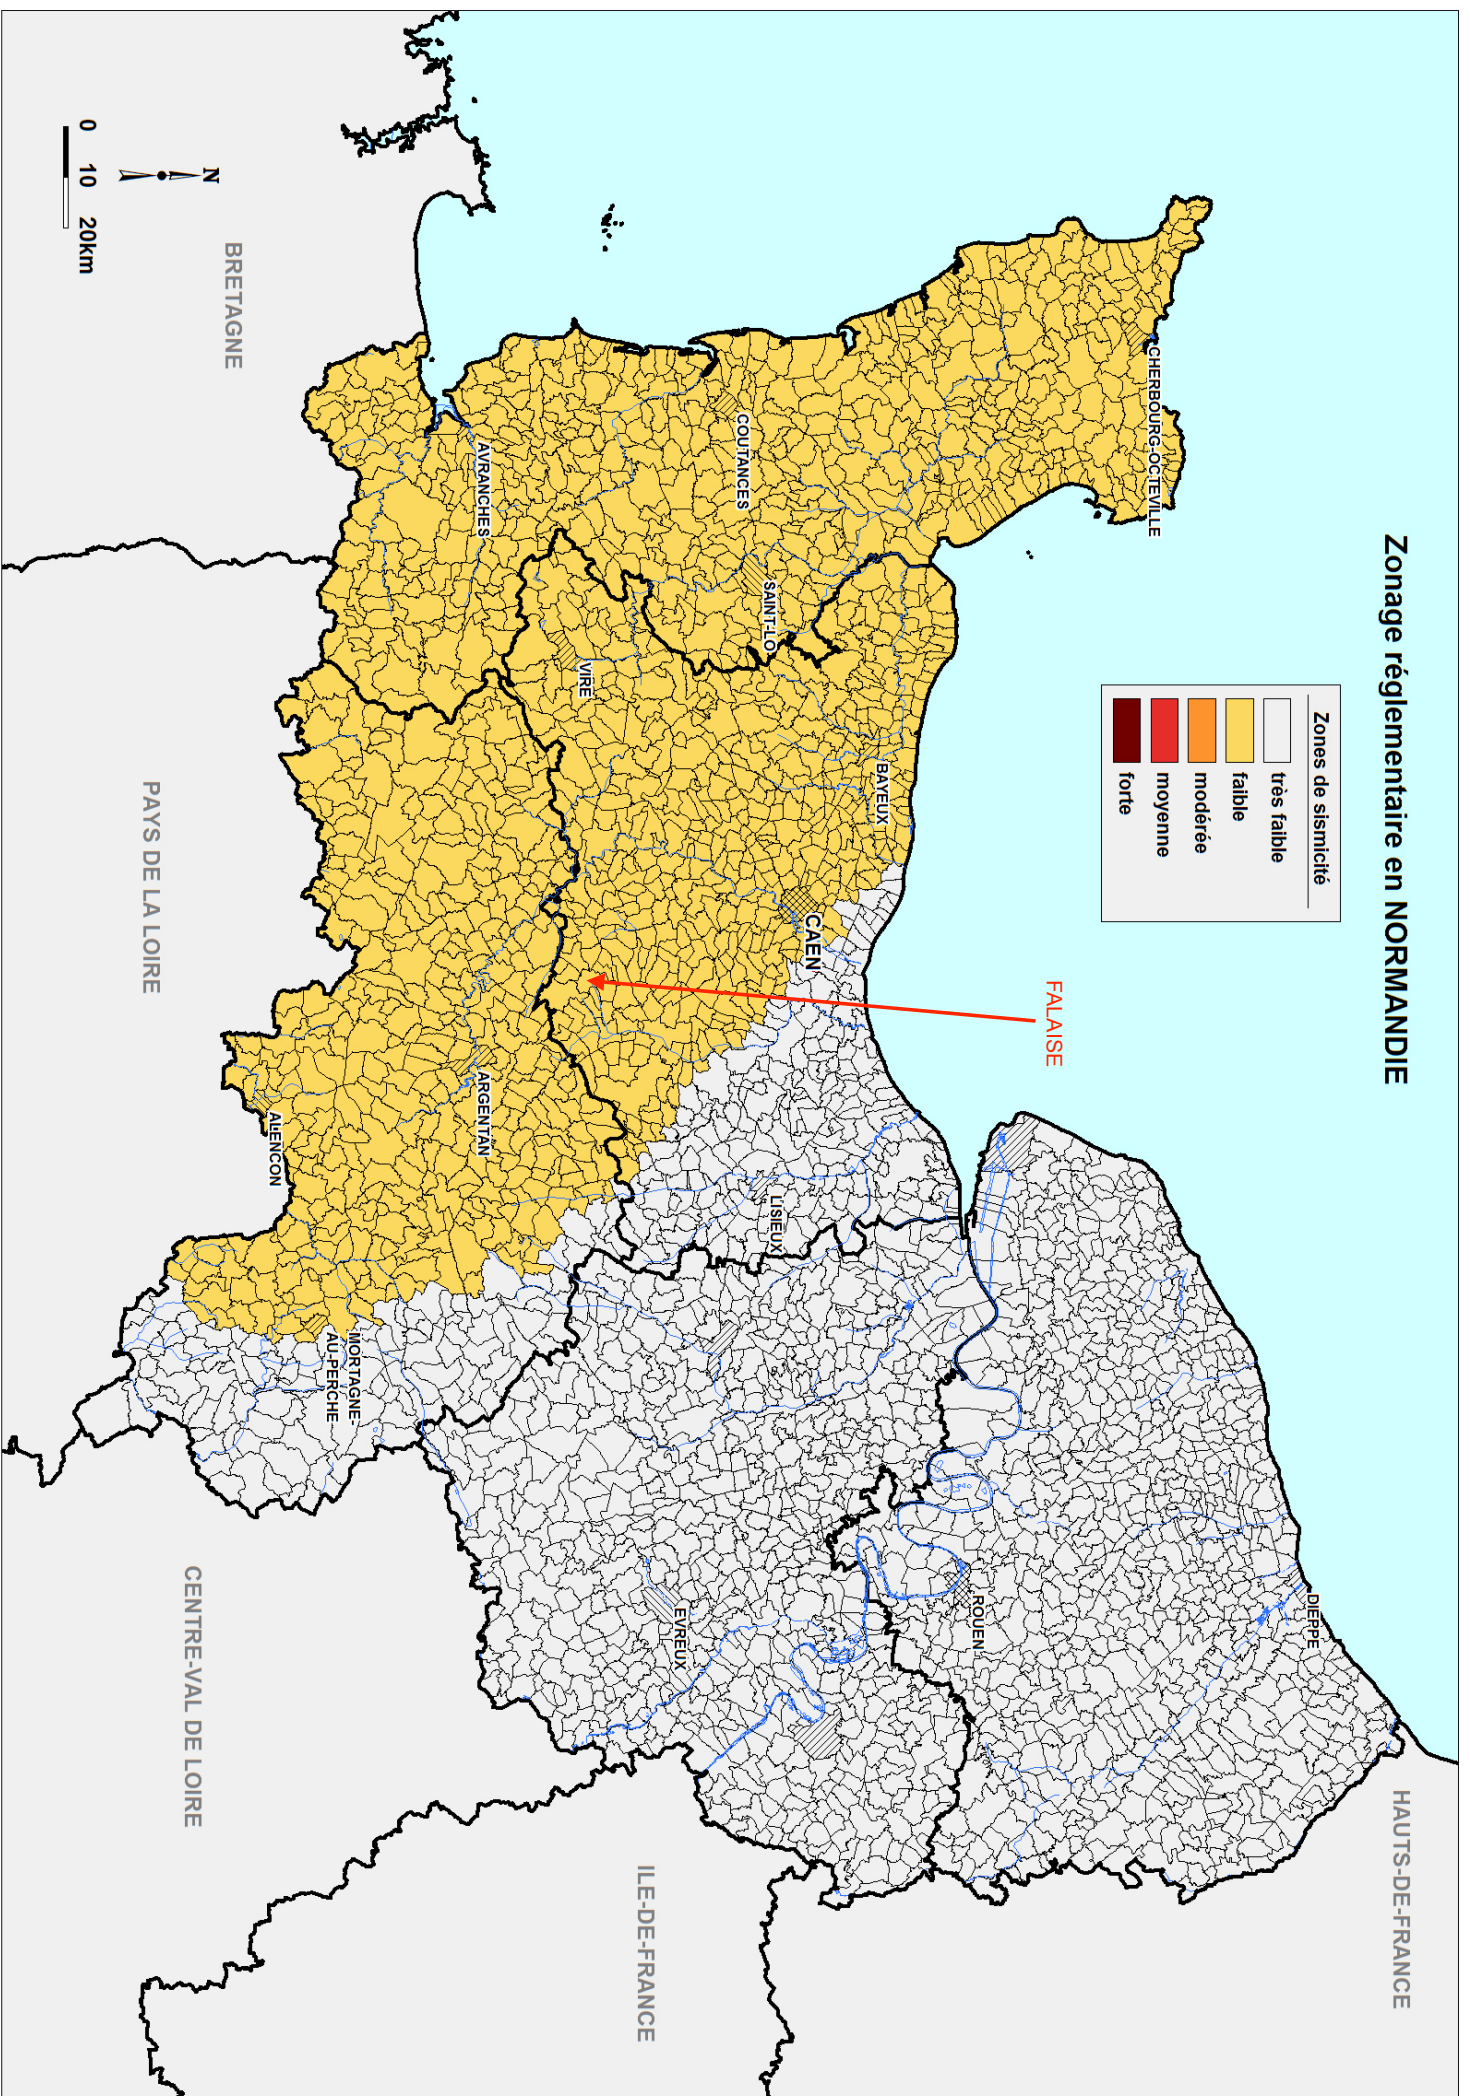 Zonage réglementaire en NORMANDIE
Zones de sismicité
très faible
faible
modérée
moyenne
forte
FALAISE
HAUTS-DE-FRANCE
DIEPPE
CHERBOURG-OCTEVILLE
ROUEN
BAYEUX
CAEN
COUTANCES
SAINT-LO
LISIEUX
EVREUX
ILE-DE-FRANCE
VIRE
AVRANCHES
ARGENTAN
MORTAGNE-
AU-PERCHE
ALENCON
BRETAGNE
PAYS DE LA LOIRE
CENTRE-VAL DE LOIRE
N
0 10 20km